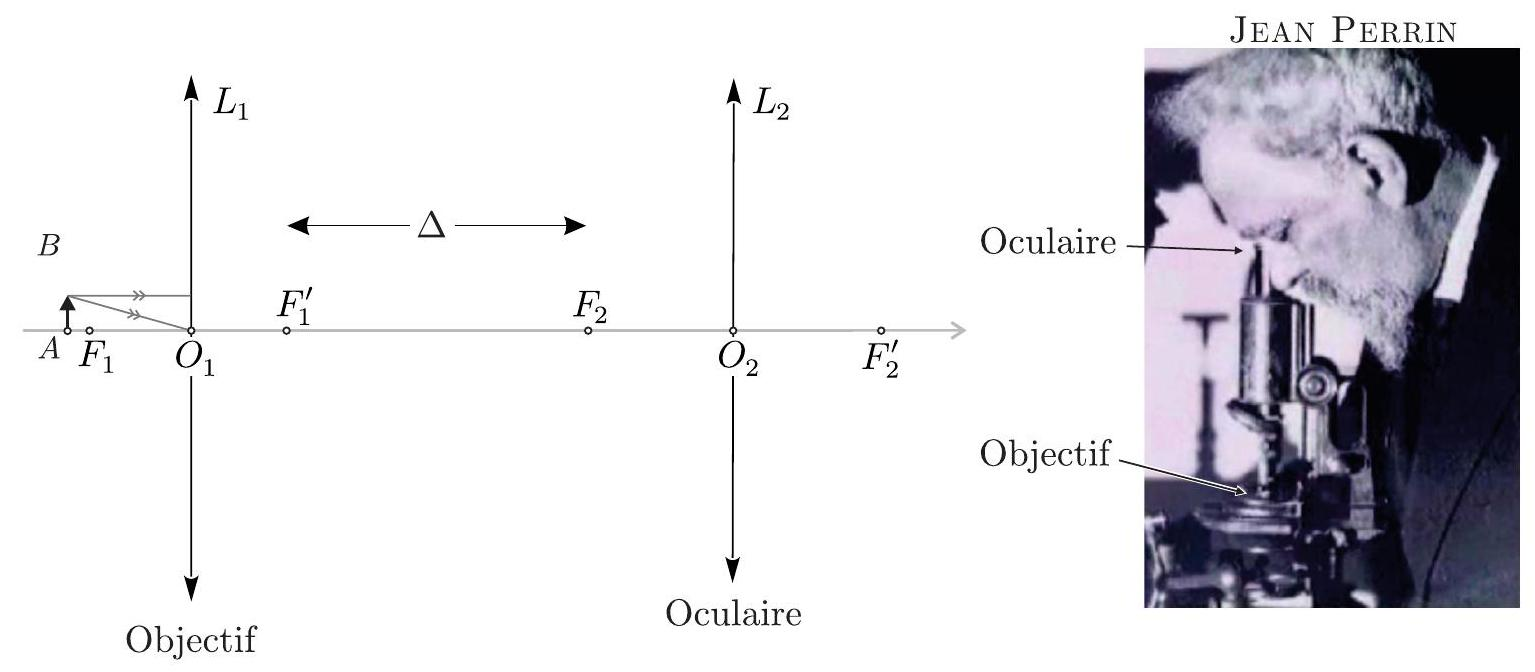 JEAN PERRIN
L₁
L₂
Δ
B
Oculaire
F₁′
F₂
A
F₁
O₁
O₂
F₂′
Objectif
Oculaire
Objectif